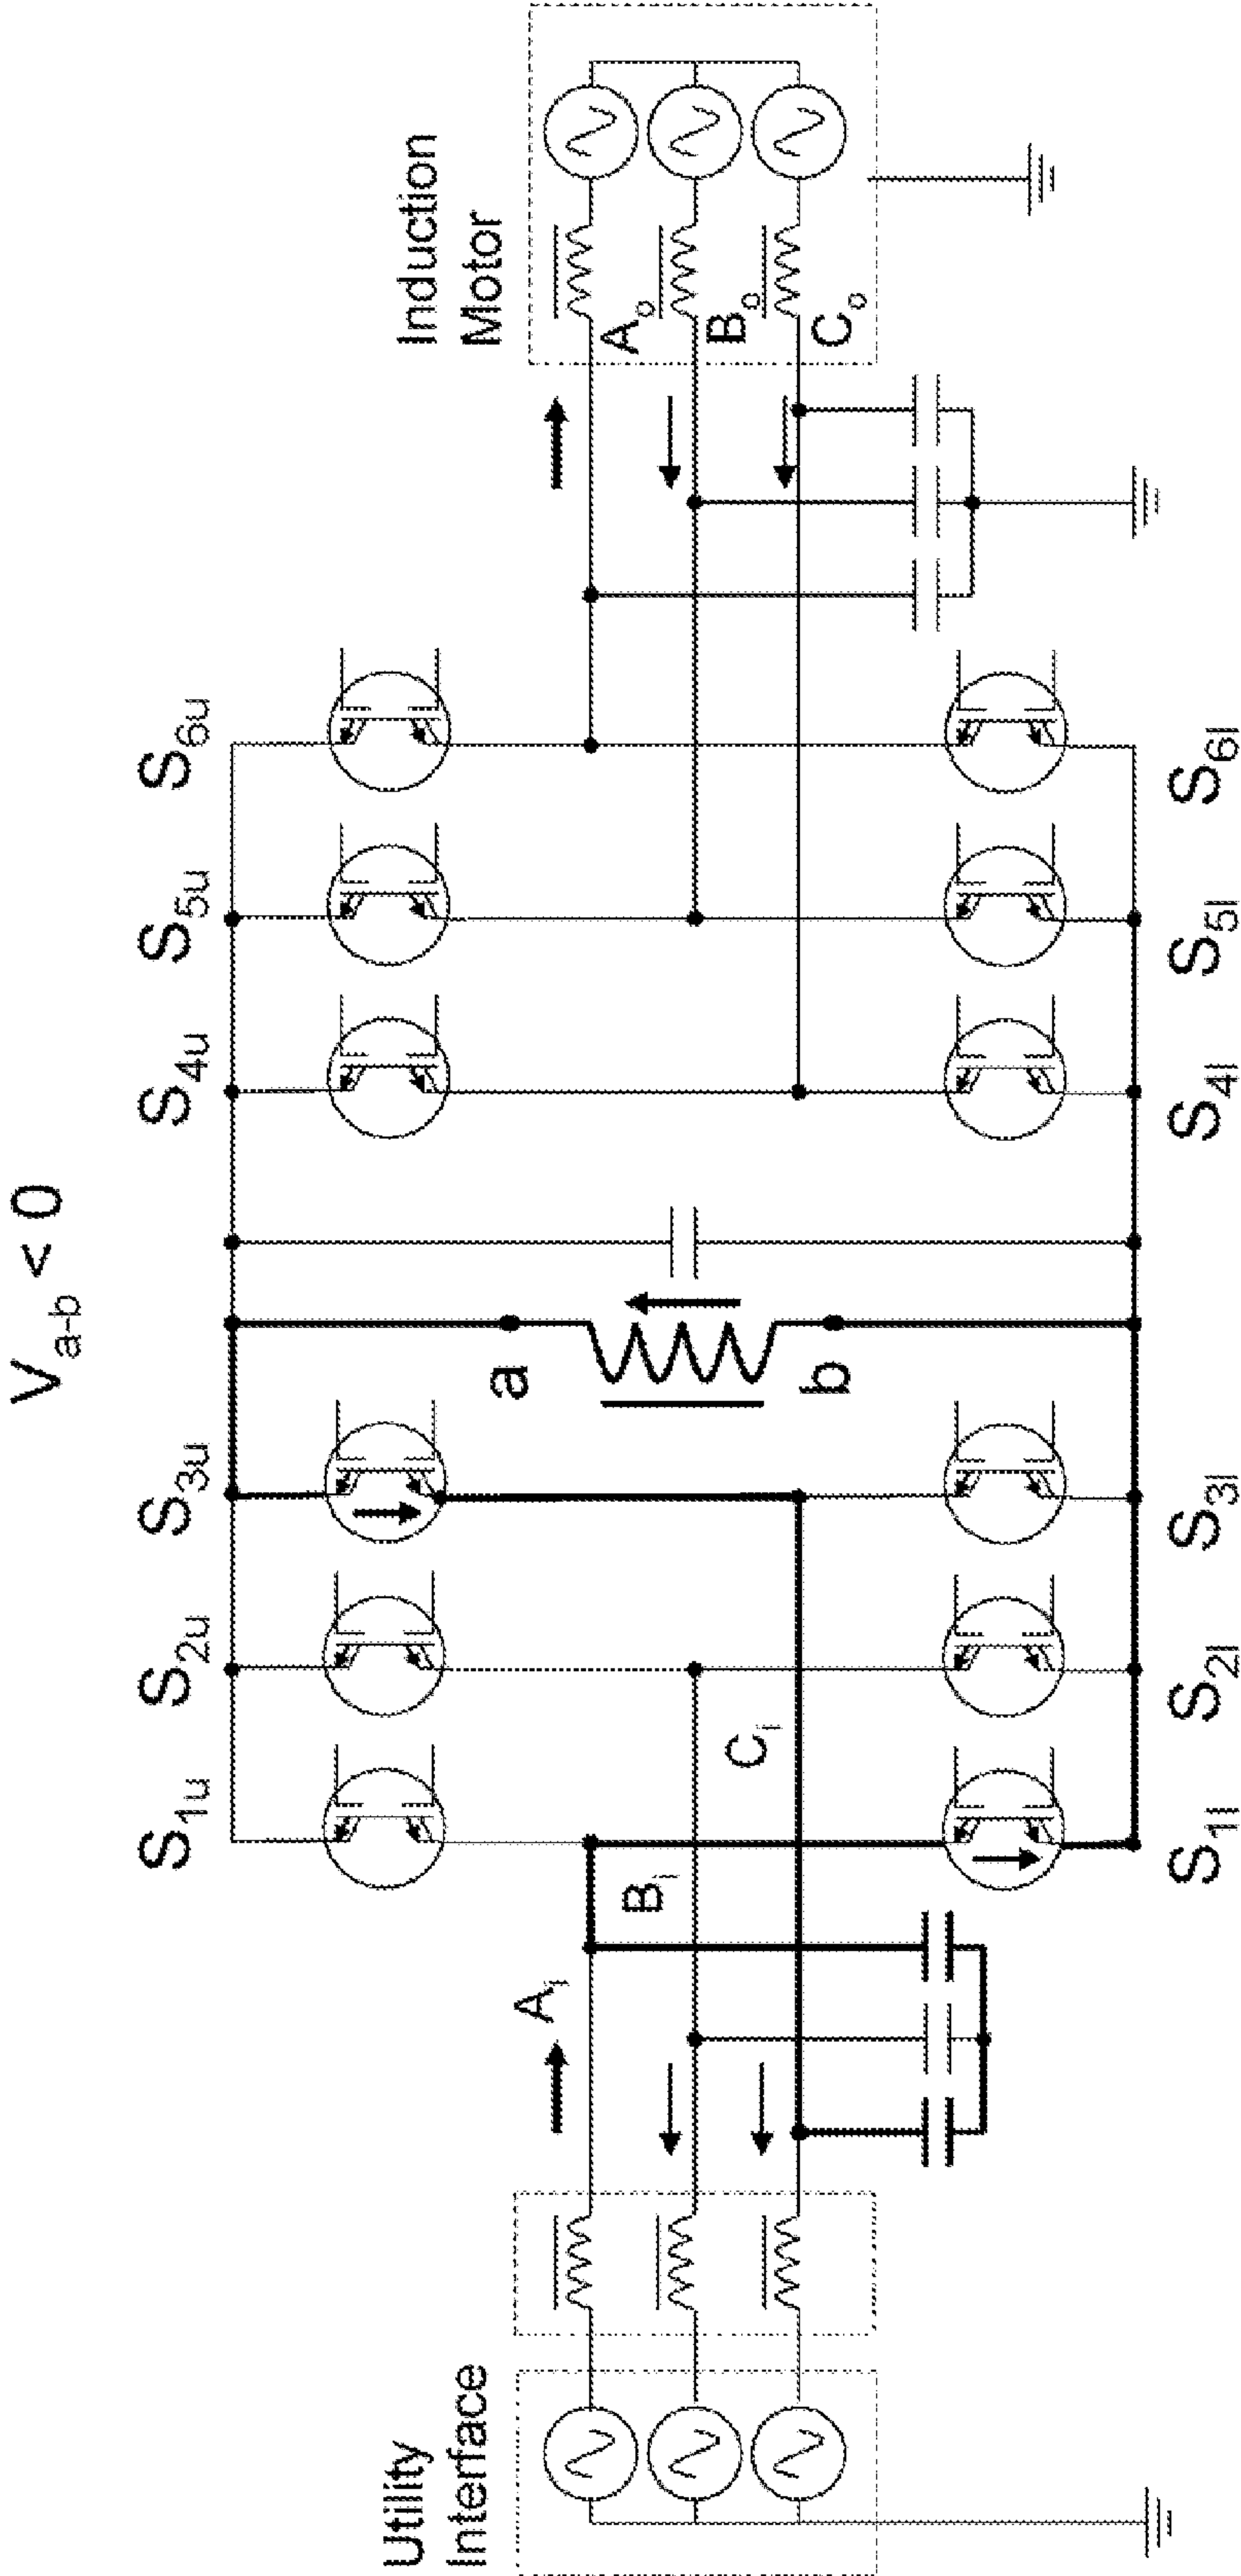 V_a-b < 0
S_1u S_2u S_3u S_4u S_5u S_6u
Utility
Interface
Induction
Motor
A_i
B_i
C_i
a
b
A_o
B_o
C_o
S_1l S_2l S_3l S_4l S_5l S_6l